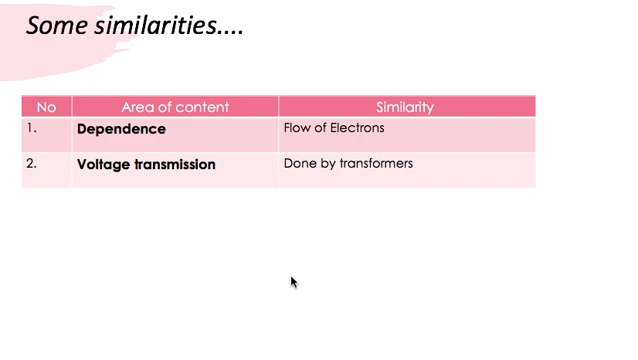 Some similarities....
No Area of content Similarity
1. Dependence Flow of Electrons
2. Voltage transmission Done by transformers